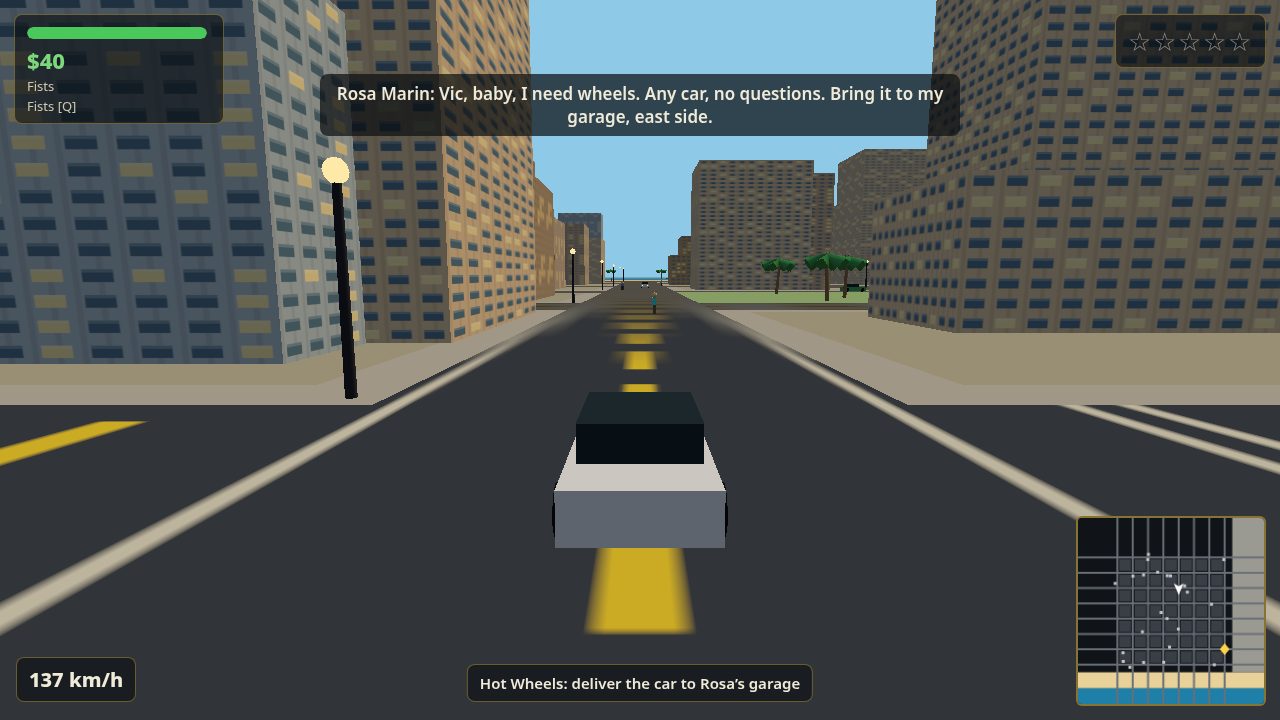 $40
Fists
Fists [Q]
Rosa Marin: Vic, baby, I need wheels. Any car, no questions. Bring it to my
garage, east side.
137 km/h
Hot Wheels: deliver the car to Rosa's garage